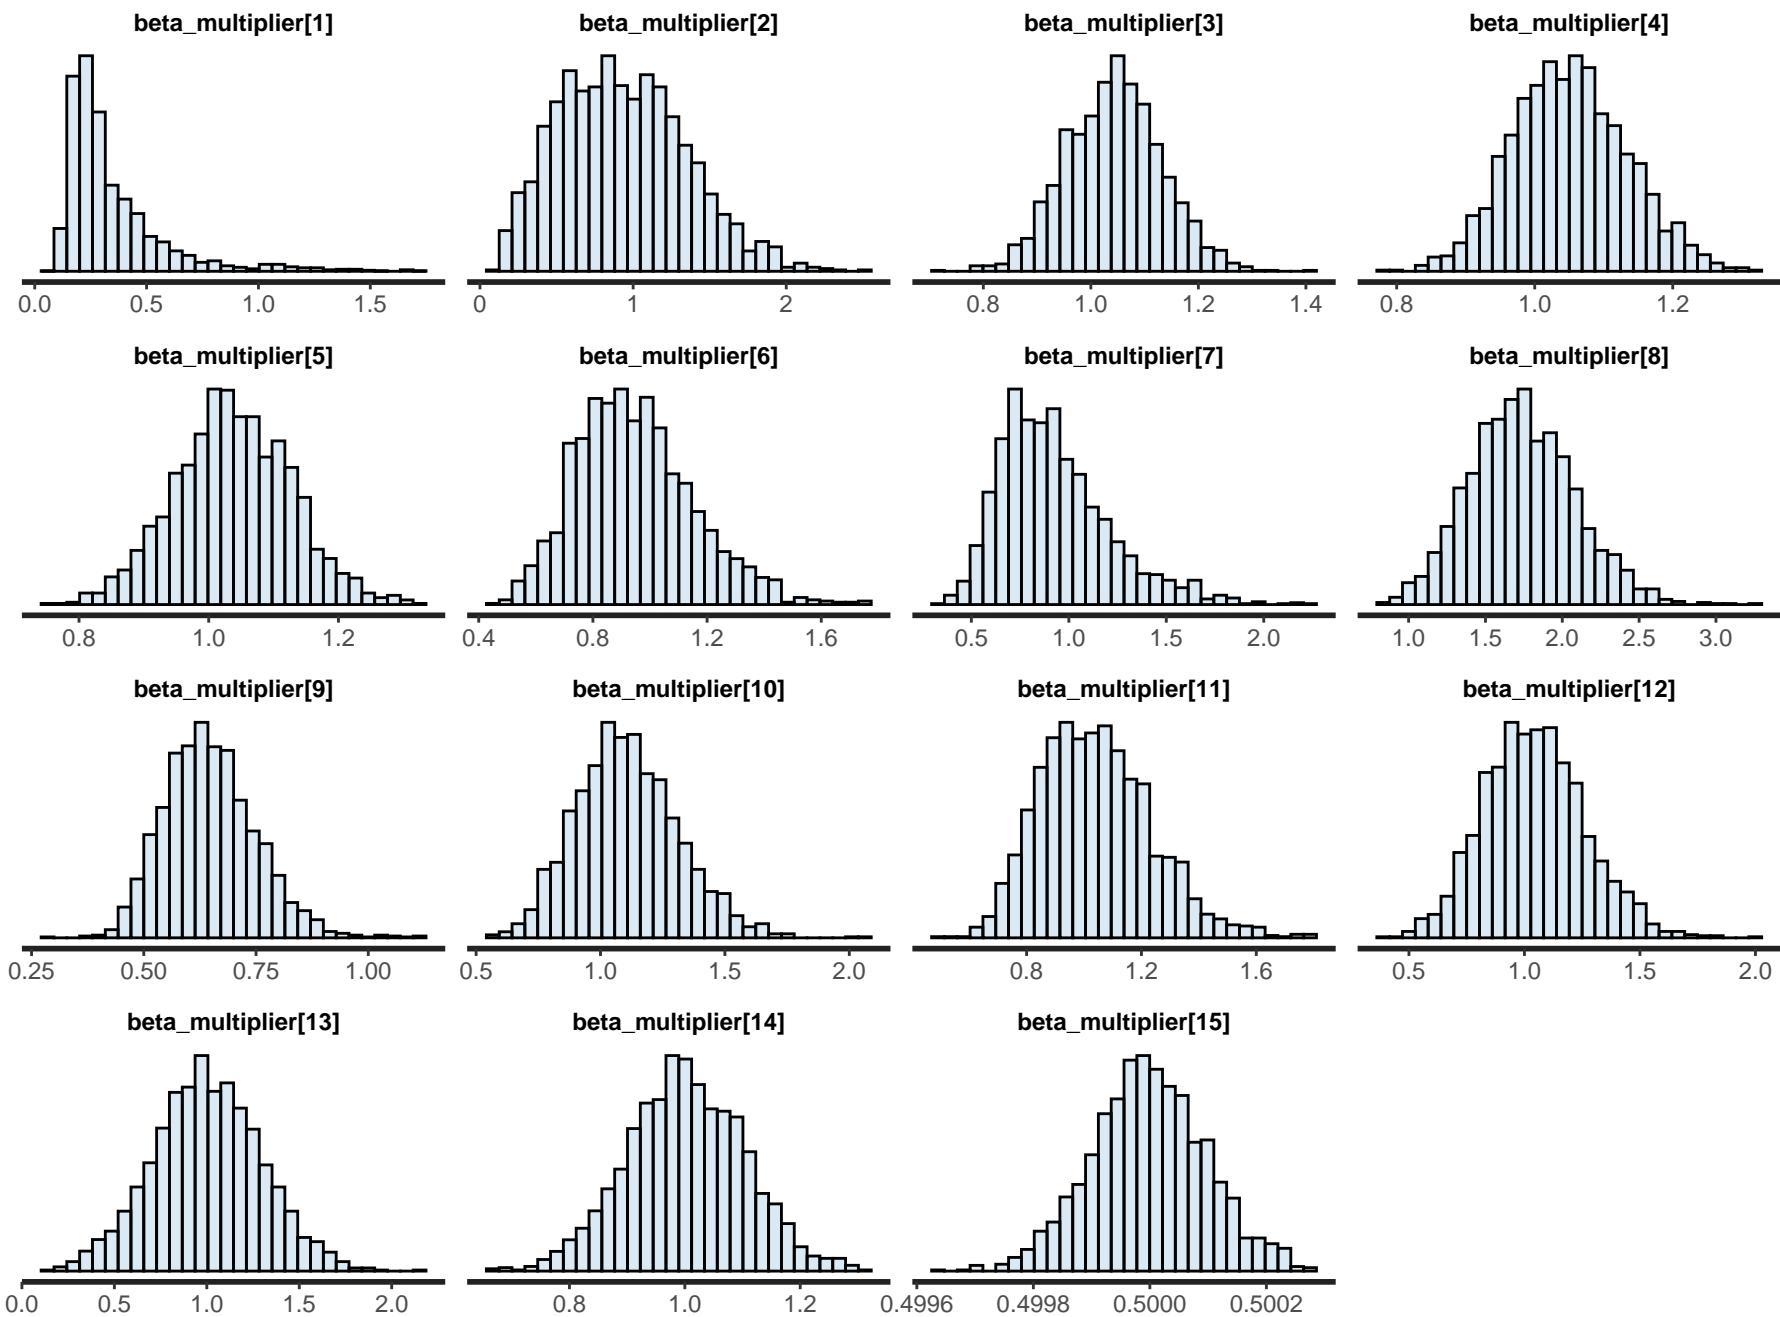 beta_multiplier[1] beta_multiplier[2] beta_multiplier[3] beta_multiplier[4]
0.0 0.5 1.0 1.5 0 1 2 0.8 1.0 1.2 1.4 0.8 1.0 1.2
beta_multiplier[5] beta_multiplier[6] beta_multiplier[7] beta_multiplier[8]
0.8 1.0 1.2 0.4 0.8 1.2 1.6 0.5 1.0 1.5 2.0 1.0 1.5 2.0 2.5 3.0
beta_multiplier[9] beta_multiplier[10] beta_multiplier[11] beta_multiplier[12]
0.25 0.50 0.75 1.00 0.5 1.0 1.5 2.0 0.8 1.2 1.6 0.5 1.0 1.5 2.0
beta_multiplier[13] beta_multiplier[14] beta_multiplier[15]
0.0 0.5 1.0 1.5 2.0 0.8 1.0 1.2 0.4996 0.4998 0.5000 0.5002